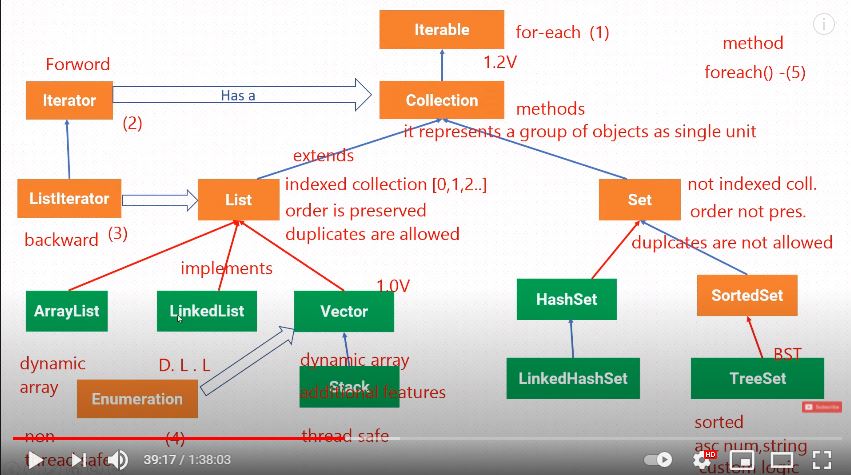 Iterable
for-each (1)
method
foreach() -(5)
1.2V
Forword
Iterator
Has a
Collection
(2)
methods
it represents a group of objects as single unit
extends
ListIterator
List
indexed collection [0,1,2..]
order is preserved
duplicates are allowed
Set
not indexed coll.
order not pres.
duplcates are not allowed
backward (3)
implements
1.0V
ArrayList
LinkedList
Vector
HashSet
SortedSet
dynamic
array
D. L . L
dynamic array
Stack
additional features
LinkedHashSet
BST
TreeSet
Enumeration
(4)
non
thread safe
thread safe
Subscribe
sorted
asc num,string
custom logic
39:17 / 1:38:03
HD